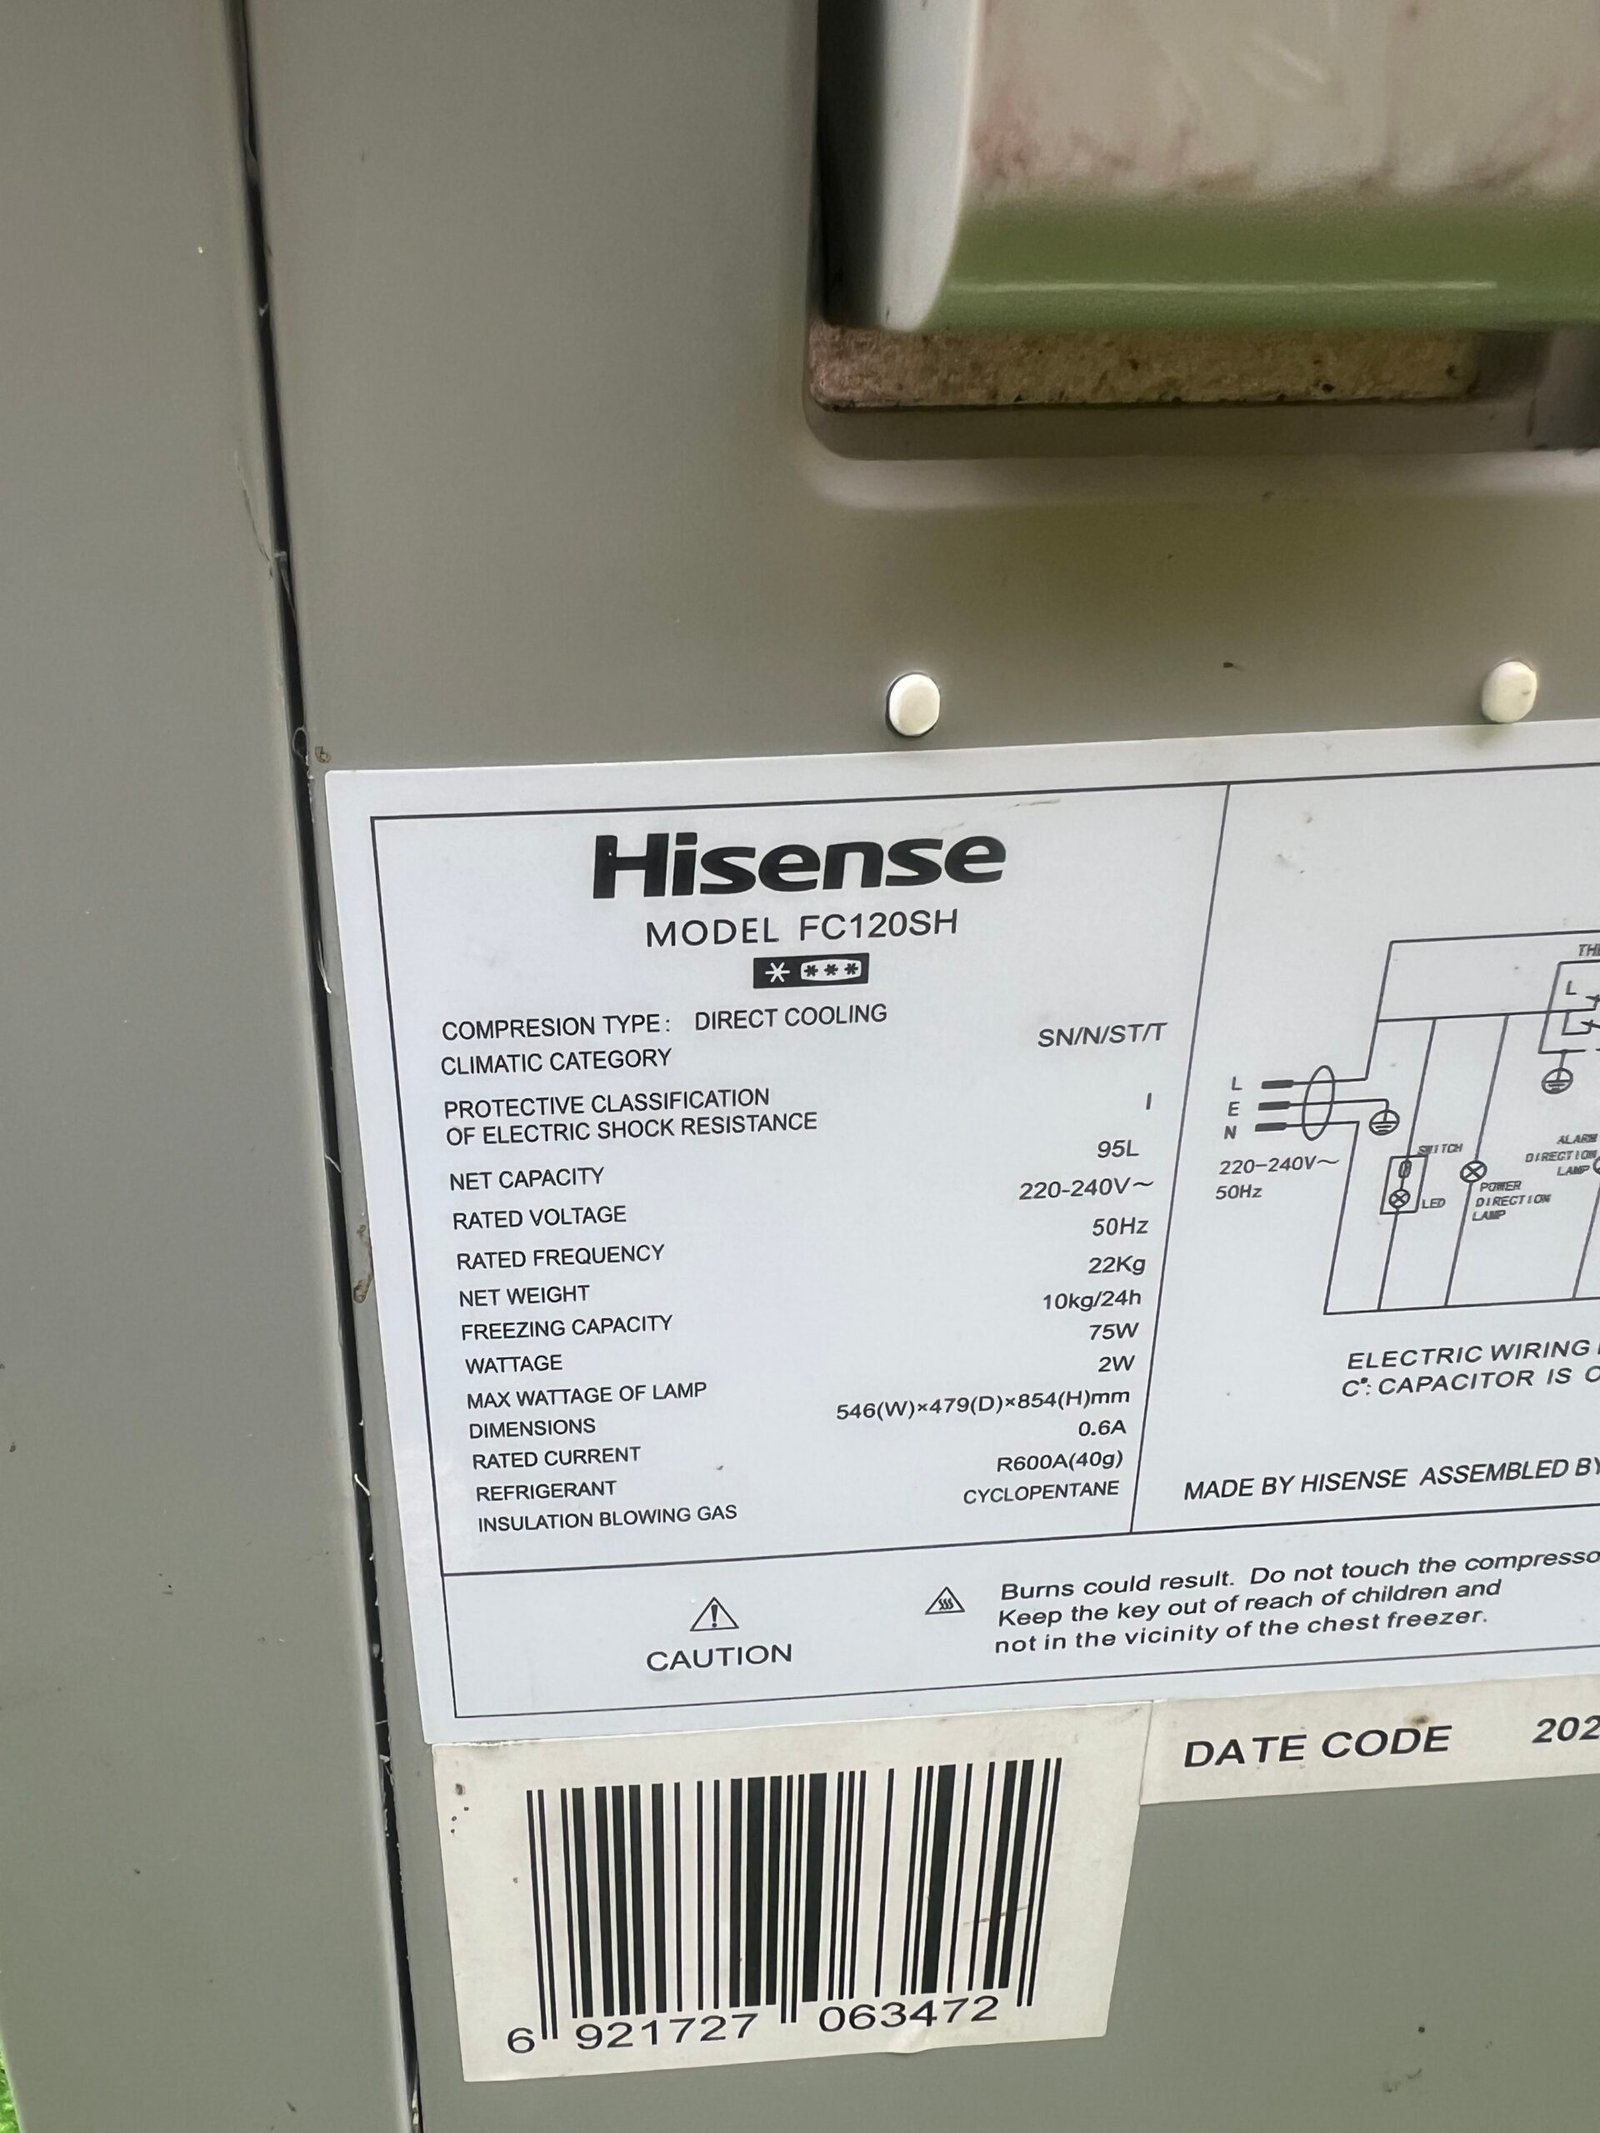 Hisense
MODEL FC120SH
COMPRESION TYPE: DIRECT COOLING
CLIMATIC CATEGORY SN/N/ST/T
PROTECTIVE CLASSIFICATION
OF ELECTRIC SHOCK RESISTANCE I
NET CAPACITY 95L
RATED VOLTAGE 220-240V~
RATED FREQUENCY 50Hz
NET WEIGHT 22Kg
FREEZING CAPACITY 10kg/24h
WATTAGE 75W
MAX WATTAGE OF LAMP 2W
DIMENSIONS 546(W)×479(D)×854(H)mm
RATED CURRENT 0.6A
REFRIGERANT R600A(40g)
INSULATION BLOWING GAS CYCLOPENTANE
L
L
E
N
220-240V~
50Hz
SWITCH
LED
POWER
DIRECTION
LAMP
ALARM
DIRECTION
LAMP
ELECTRIC WIRING
C*: CAPACITOR IS
MADE BY HISENSE ASSEMBLED BY
CAUTION
Burns could result. Do not touch the compresso
Keep the key out of reach of children and
not in the vicinity of the chest freezer.
DATE CODE 202
6 921727 063472